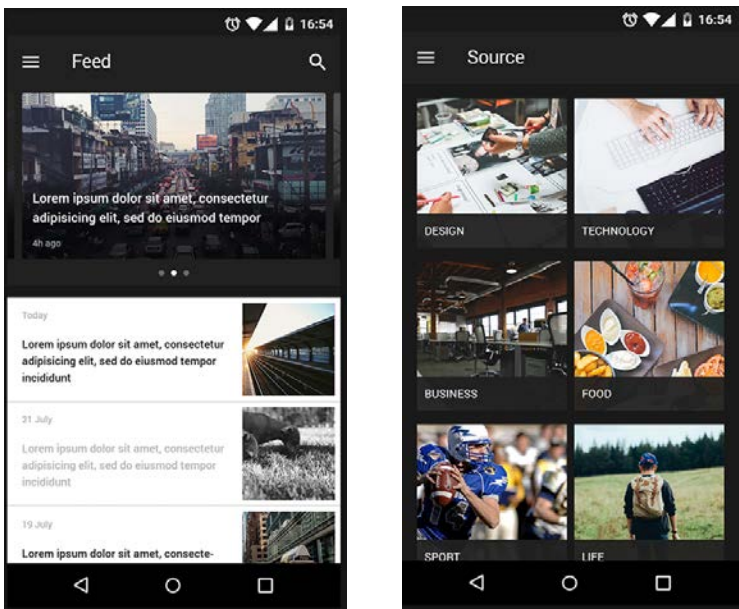 16:54
Feed
Lorem ipsum dolor sit amet, consectetur
adipisicing elit, sed do eiusmod tempor
4h ago
Today
Lorem ipsum dolor sit amet, consectetur
adipisicing elit, sed do eiusmod tempor
incididunt
21 July
Lorem ipsum dolor sit amet, consectetur
adipisicing elit, sed do eiusmod tempor
incididunt
19 July
Lorem ipsum dolor sit amet, consecte-
16:54
Source
DESIGN
TECHNOLOGY
BUSINESS
FOOD
SPORT
LIFE